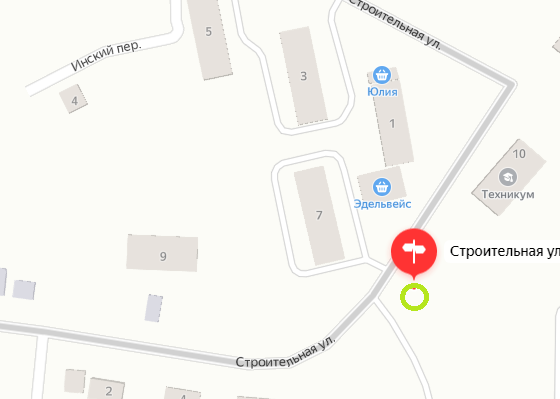 Строительная ул.
Инский пер.
5
3
4
Юлия
1
10
Техникум
Эдельвейс
7
Строительная ул
9
Строительная ул.
2
4